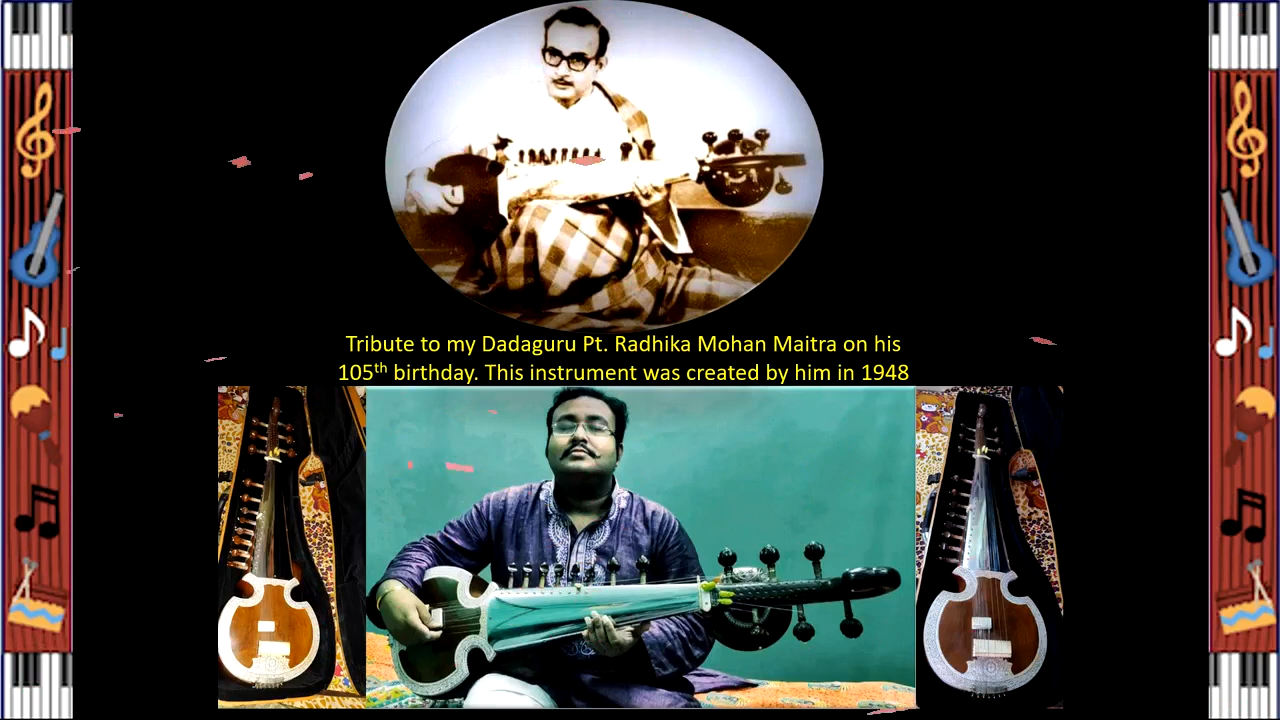 Tribute to my Dadaguru Pt. Radhika Mohan Maitra on his
105th birthday. This instrument was created by him in 1948